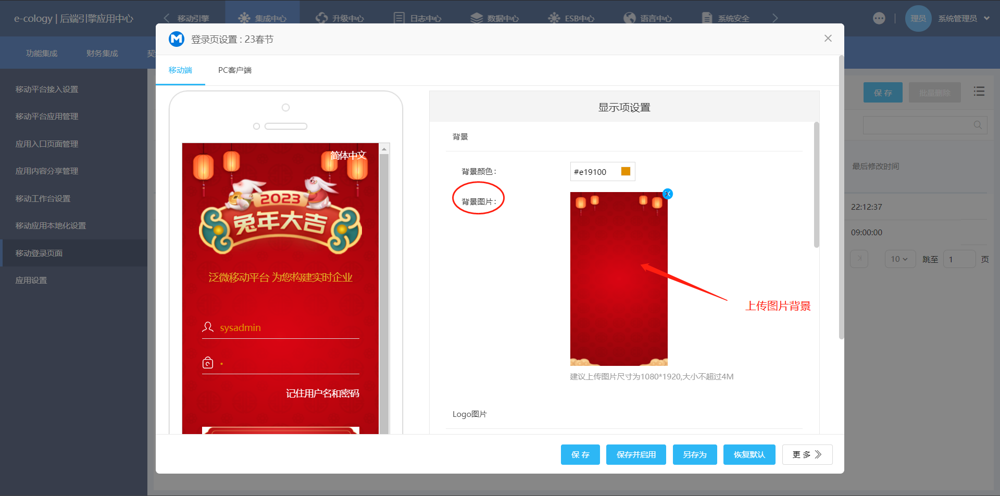 e-cology | 后端引擎应用中心
移动引擎
集成中心
升级中心
日志中心
数据中心
ESB中心
语言中心
系统安全
理员
系统管理员
功能集成
财务集成
移动平台接入设置
移动平台应用管理
应用入口页面管理
应用内容分享管理
移动工作台设置
移动应用本地化设置
移动登录页面
应用设置
登录页设置 : 23春节
移动端
PC客户端
简体中文
2023
兔年大吉
泛微移动平台 为您构建实时企业
sysadmin
记住用户名和密码
显示项设置
背景
背景颜色：
#e19100
背景图片：
上传图片背景
建议上传图片尺寸为1080*1920,大小不超过4M
Logo图片
保 存
保存并启用
另存为
恢复默认
更 多
保 存
批量删除
最后修改时间
22:12:37
09:00:00
10
跳至
1
页